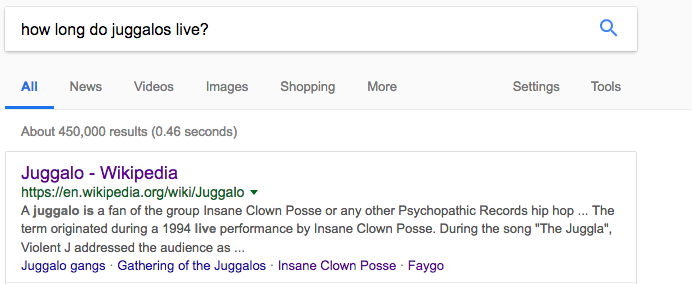 how long do juggalos live?
All News Videos Images Shopping More Settings Tools
About 450,000 results (0.46 seconds)
Juggalo - Wikipedia
https://en.wikipedia.org/wiki/Juggalo
A juggalo is a fan of the group Insane Clown Posse or any other Psychopathic Records hip hop ... The
term originated during a 1994 live performance by Insane Clown Posse. During the song "The Juggla",
Violent J addressed the audience as ...
Juggalo gangs · Gathering of the Juggalos · Insane Clown Posse · Faygo